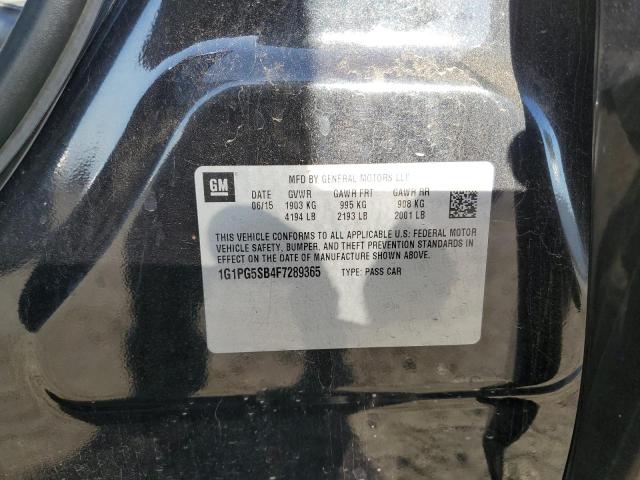 GM
MFD BY GENERAL MOTORS LLC
DATE GVWR GAWR FRT GAWR RR
06/15 1903 KG 995 KG 908 KG
4194 LB 2193 LB 2001 LB
THIS VEHICLE CONFORMS TO ALL APPLICABLE U.S. FEDERAL MOTOR
VEHICLE SAFETY, BUMPER, AND THEFT PREVENTION STANDARDS IN
EFFECT ON THE DATE OF MANUFACTURE SHOWN ABOVE.
1G1PG5SB4F7289365 TYPE: PASS CAR